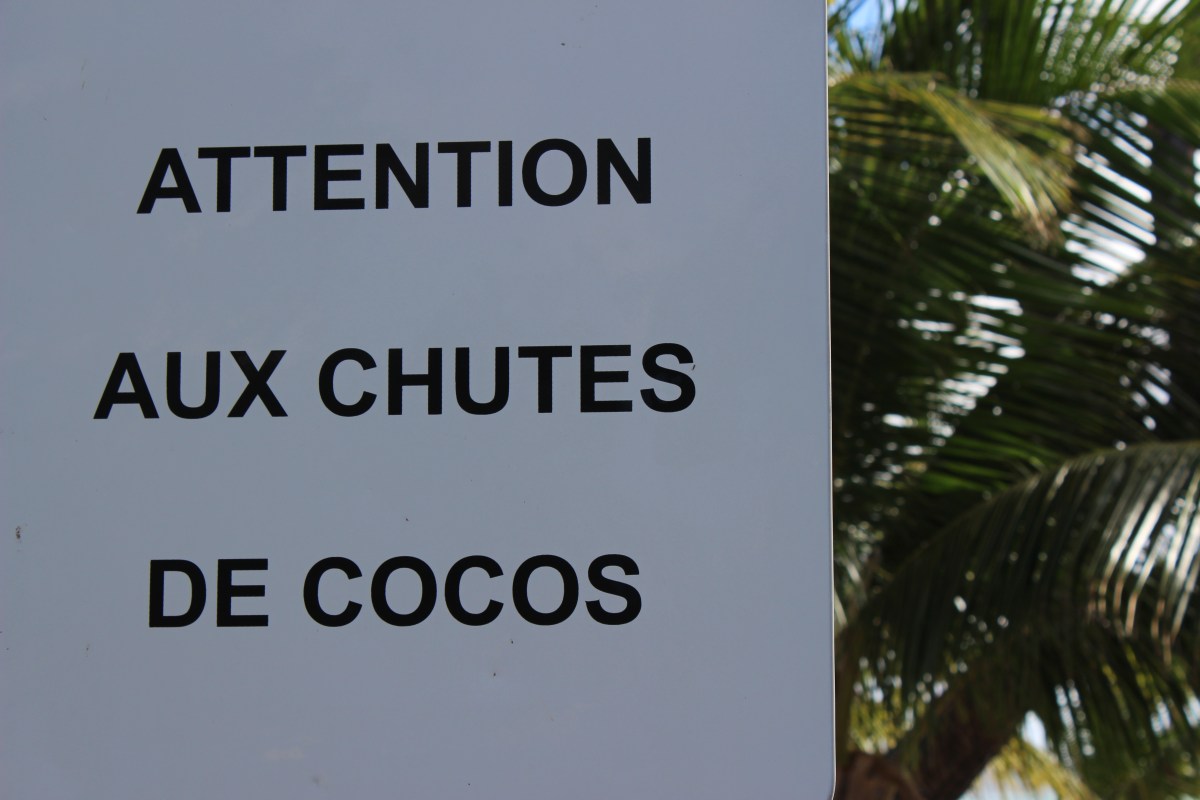 ATTENTION
AUX CHUTES
DE COCOS